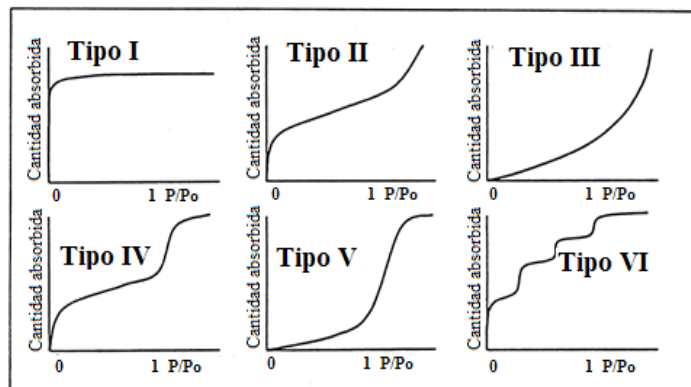 Tipo I
Cantidad absorbida
0 1 P/Po
Tipo II
Cantidad absorbida
0 1 P/Po
Tipo III
Cantidad absorbida
0 1 P/Po
Tipo IV
Cantidad absorbida
0 1 P/Po
Tipo V
Cantidad absorbida
0 1 P/Po
Tipo VI
Cantidad absorbida
0 1 P/Po